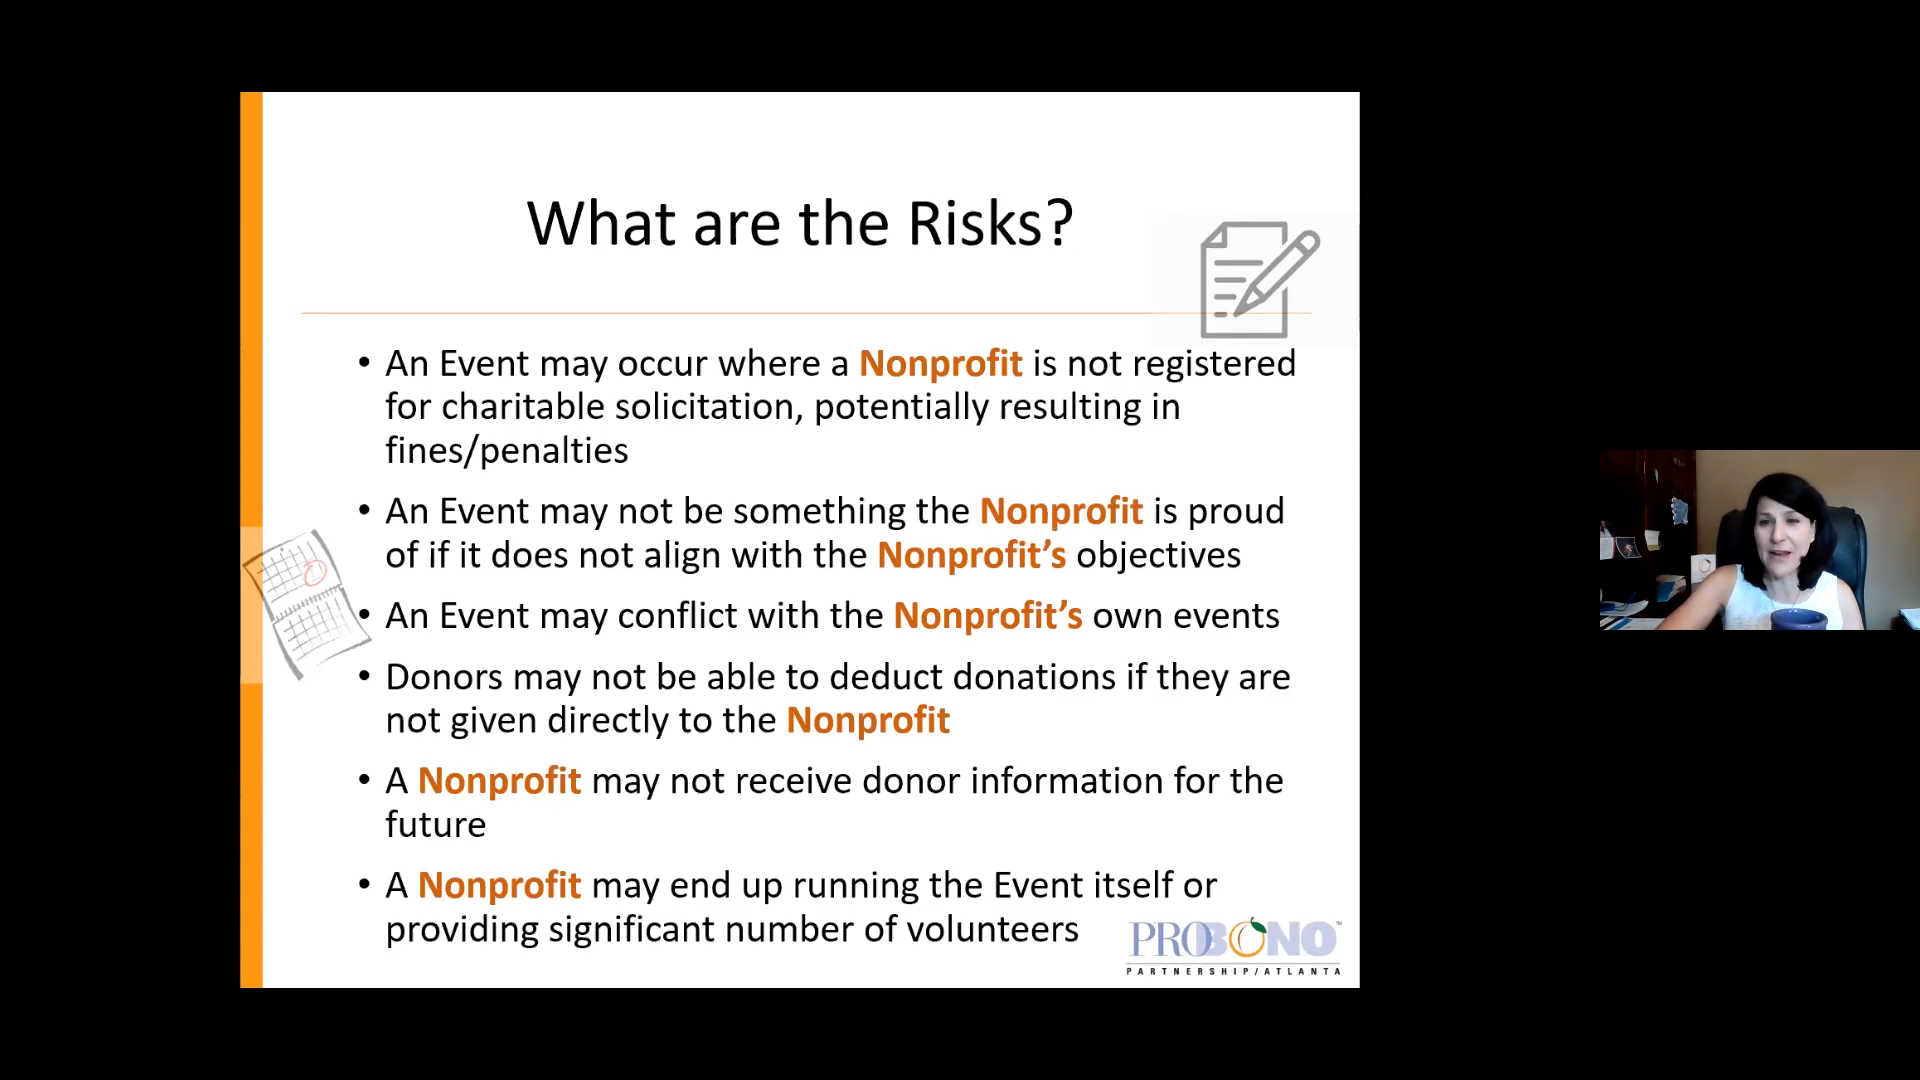 What are the Risks?
• An Event may occur where a Nonprofit is not registered
for charitable solicitation, potentially resulting in
fines/penalties
• An Event may not be something the Nonprofit is proud
of if it does not align with the Nonprofit’s objectives
• An Event may conflict with the Nonprofit’s own events
• Donors may not be able to deduct donations if they are
not given directly to the Nonprofit
• A Nonprofit may not receive donor information for the
future
• A Nonprofit may end up running the Event itself or
providing significant number of volunteers
PROBONO™
PARTNERSHIP/ATLANTA